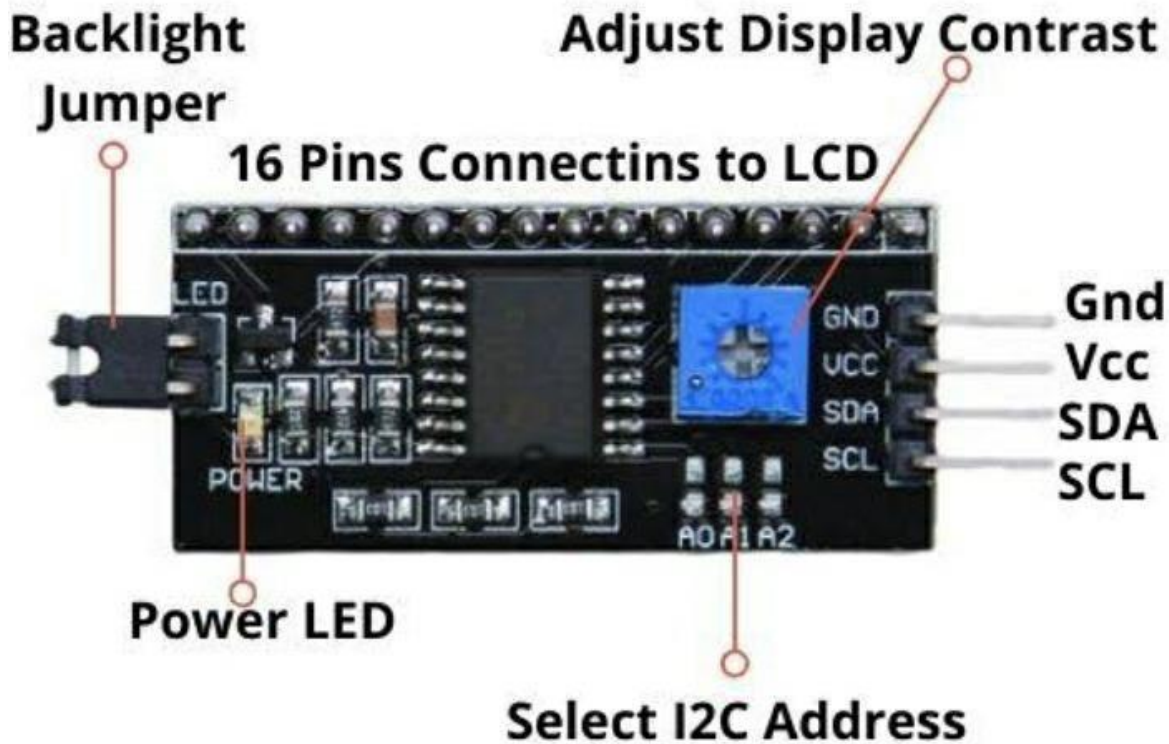 Backlight
Jumper
Adjust Display Contrast
16 Pins Connectins to LCD
LED
GND
VCC
SDA
SCL
Gnd
Vcc
SDA
SCL
POWER
A0 A1 A2
Power LED
Select I2C Address